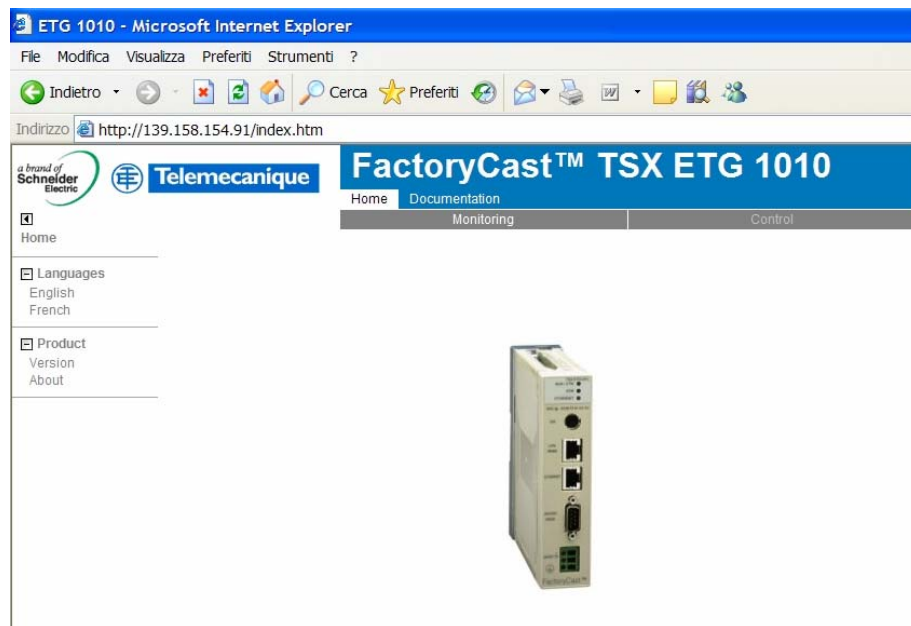 ETG 1010 - Microsoft Internet Explorer
File Modifica Visualizza Preferiti Strumenti ?
Indietro Cerca Preferiti
Indirizzo http://139.158.154.91/index.htm
a brand of
Schneider
Electric
Telemecanique
FactoryCast™ TSX ETG 1010
Home Documentation
Monitoring Control
Home
Languages
English
French
Product
Version
About
FactoryCast™